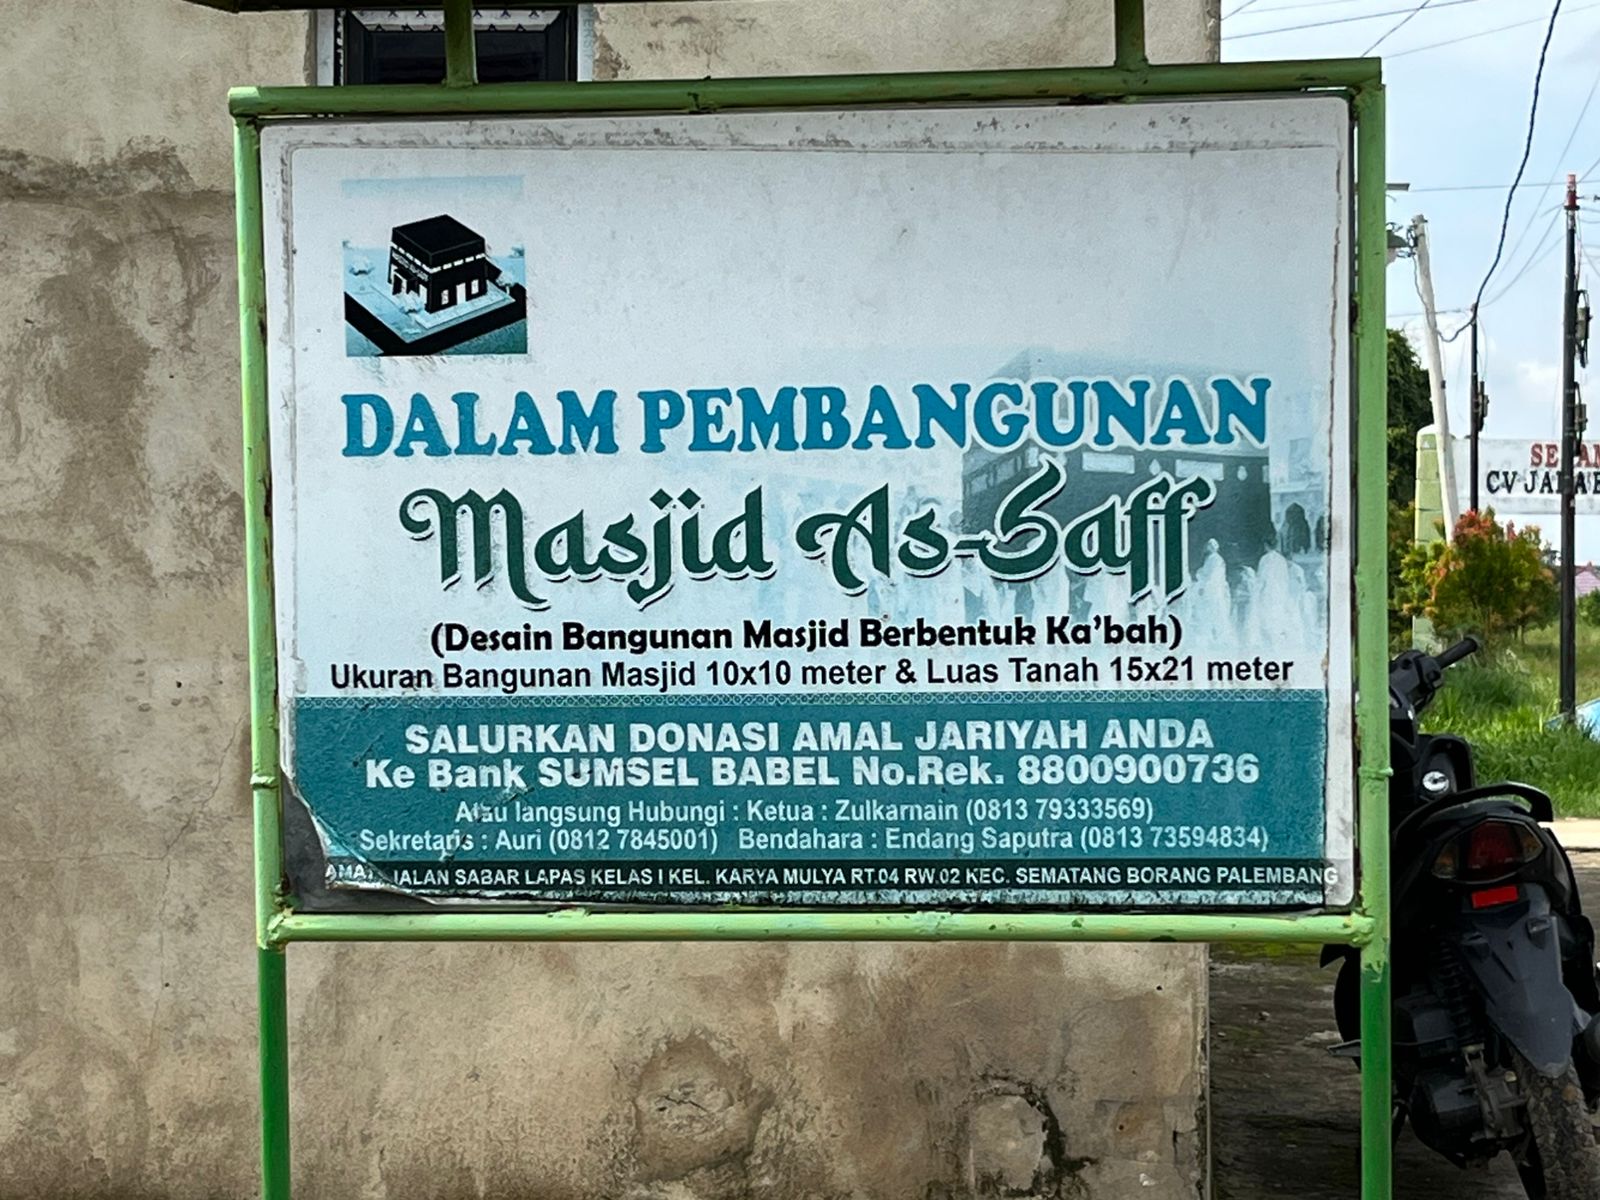 DALAM PEMBANGUNAN
Masjid As-Saff
(Desain Bangunan Masjid Berbentuk Ka'bah)
Ukuran Bangunan Masjid 10x10 meter & Luas Tanah 15x21 meter
SALURKAN DONASI AMAL JARIYAH ANDA
Ke Bank SUMSEL BABEL No.Rek. 8800900736
Atau langsung Hubungi : Ketua : Zulkarnain (0813 79333569)
Sekretaris : Auri (0812 7845001) Bendahara : Endang Saputra (0813 73594834)
JALAN SABAR LAPAS KELAS I KEL. KARYA MULYA RT.04 RW.02 KEC. SEMATANG BORANG PALEMBANG
CV